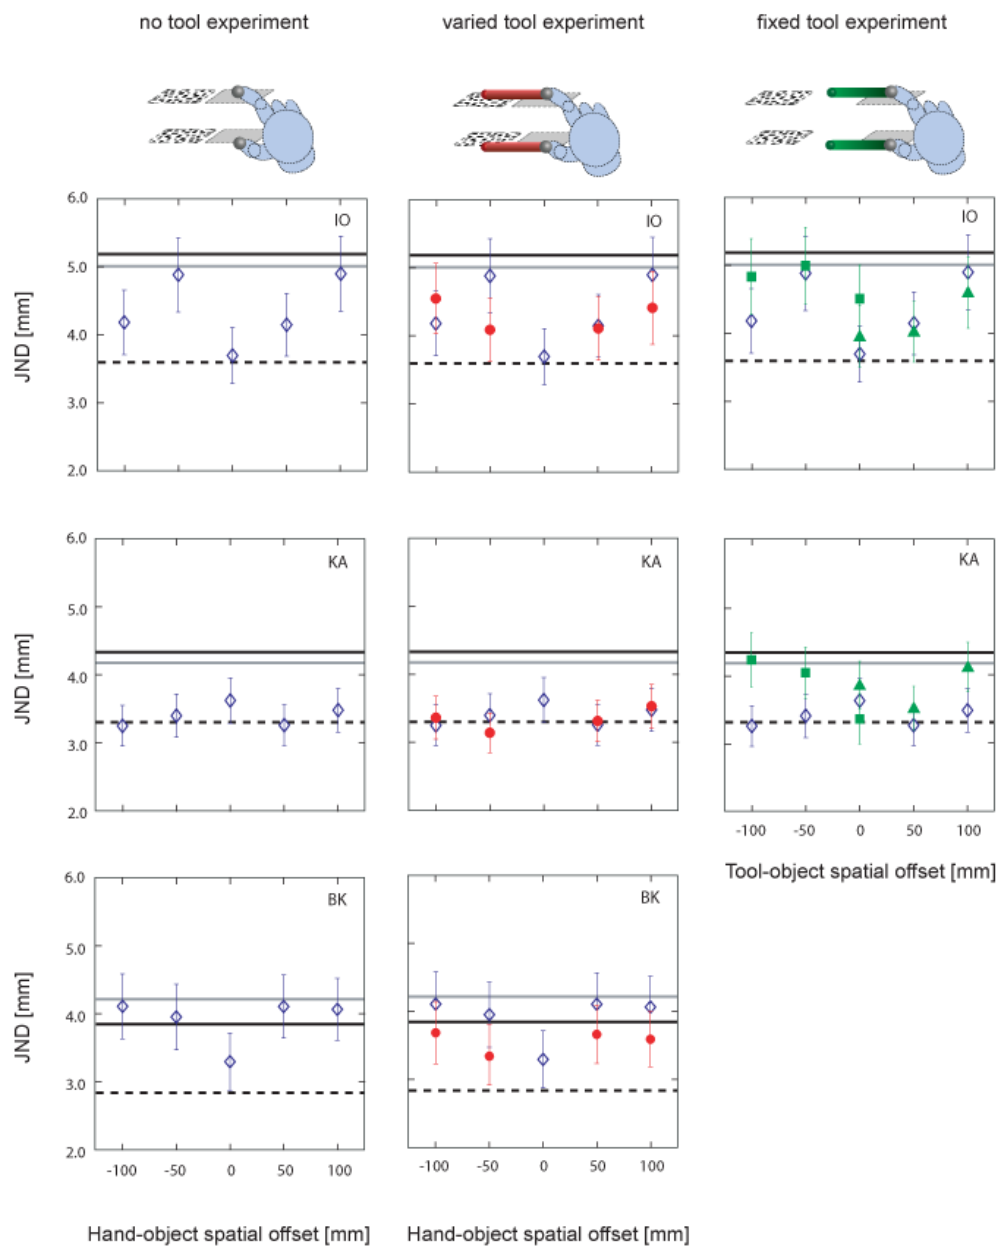 no tool experiment varied tool experiment fixed tool experiment
6.0 IO IO IO
5.0
JND [mm]
4.0
3.0
2.0
6.0 KA KA KA
5.0
JND [mm]
4.0
3.0
2.0
-100 -50 0 50 100
Tool-object spatial offset [mm]
6.0 BK BK
5.0
JND [mm]
4.0
3.0
2.0
-100 -50 0 50 100 -100 -50 0 50 100
Hand-object spatial offset [mm] Hand-object spatial offset [mm]